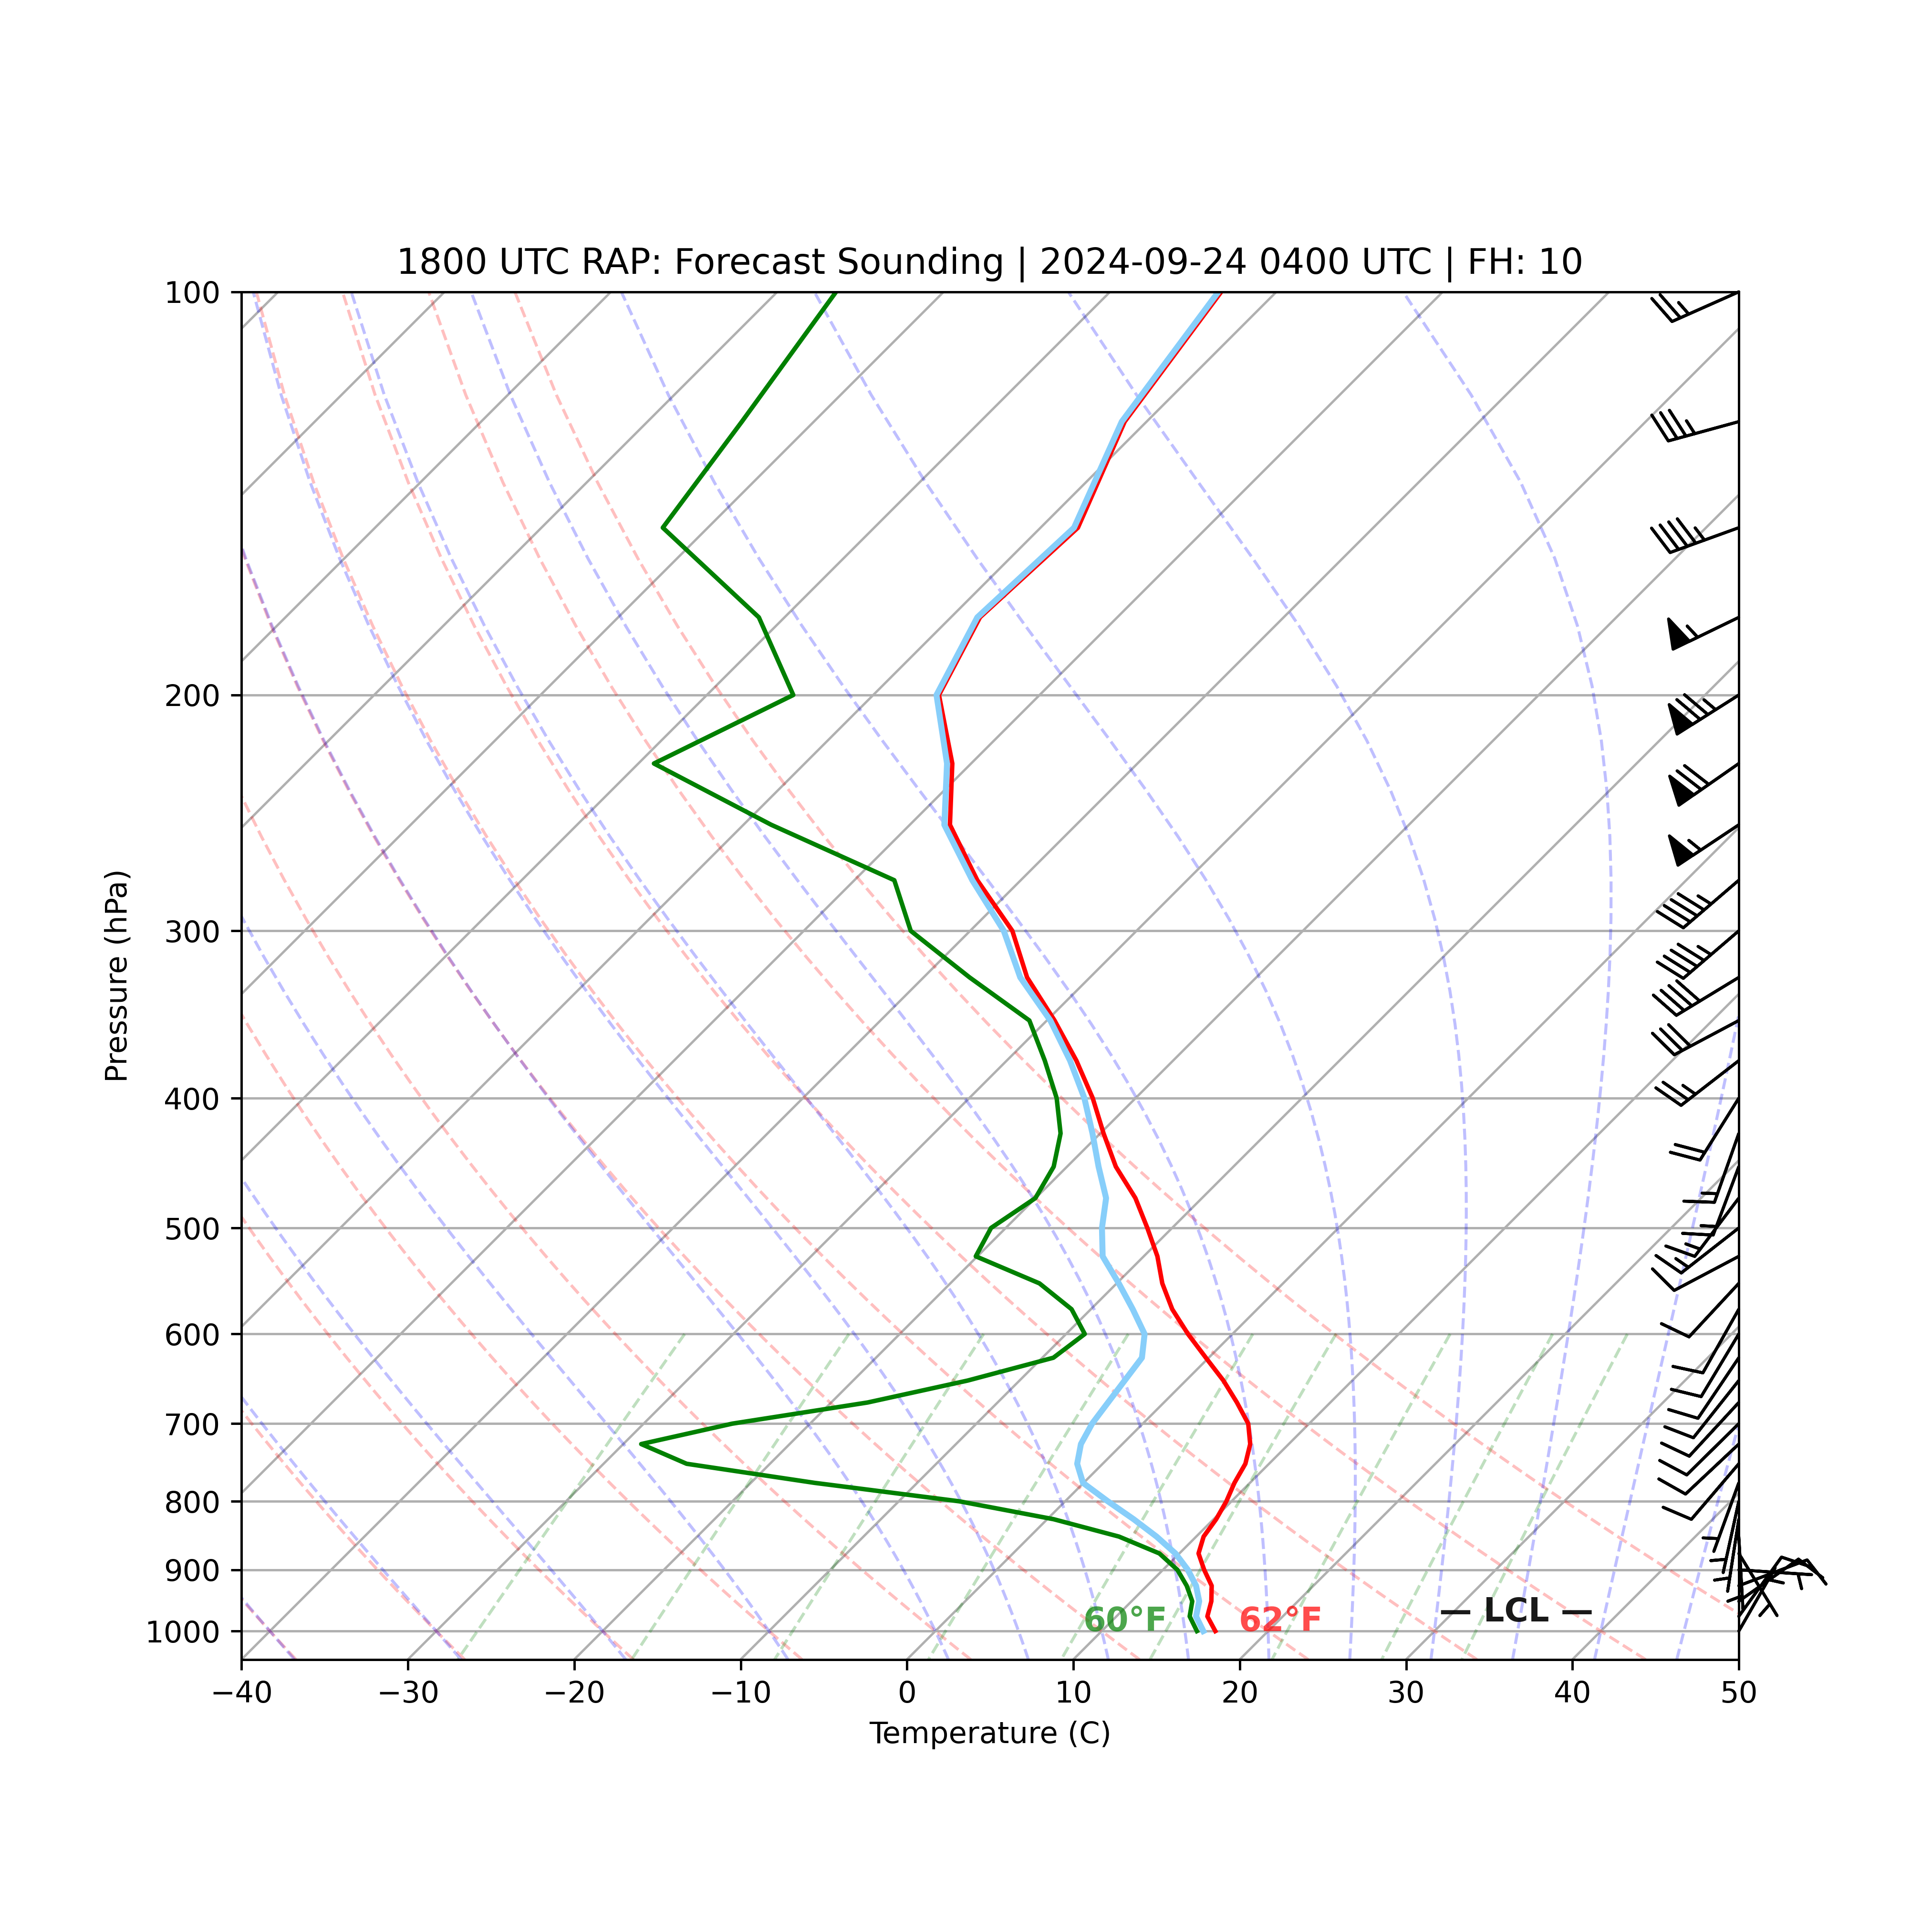 1800 UTC RAP: Forecast Sounding | 2024-09-24 0400 UTC | FH: 10
100
200
300
400
500
600
700
800
900
1000
Pressure (hPa)
60°F
62°F
— LCL —
−40 −30 −20 −10 0 10 20 30 40 50
Temperature (C)